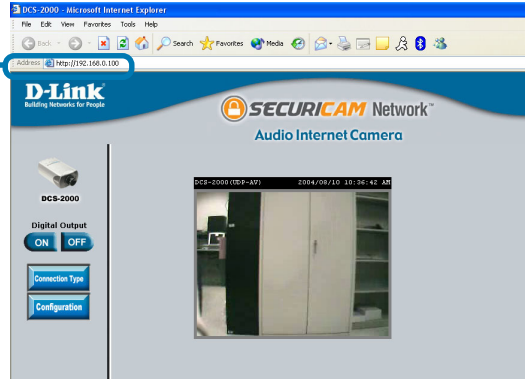 DCS-2000 - Microsoft Internet Explorer
File Edit View Favorites Tools Help
Back Search Favorites Media
Address http://192.168.0.100
D-Link
Building Networks for People
SECURICAM Network™
Audio Internet Camera
DCS-2000(UDP-AV) 2004/08/10 10:36:42 AM
DCS-2000
Digital Output
ON OFF
Connection Type
Configuration